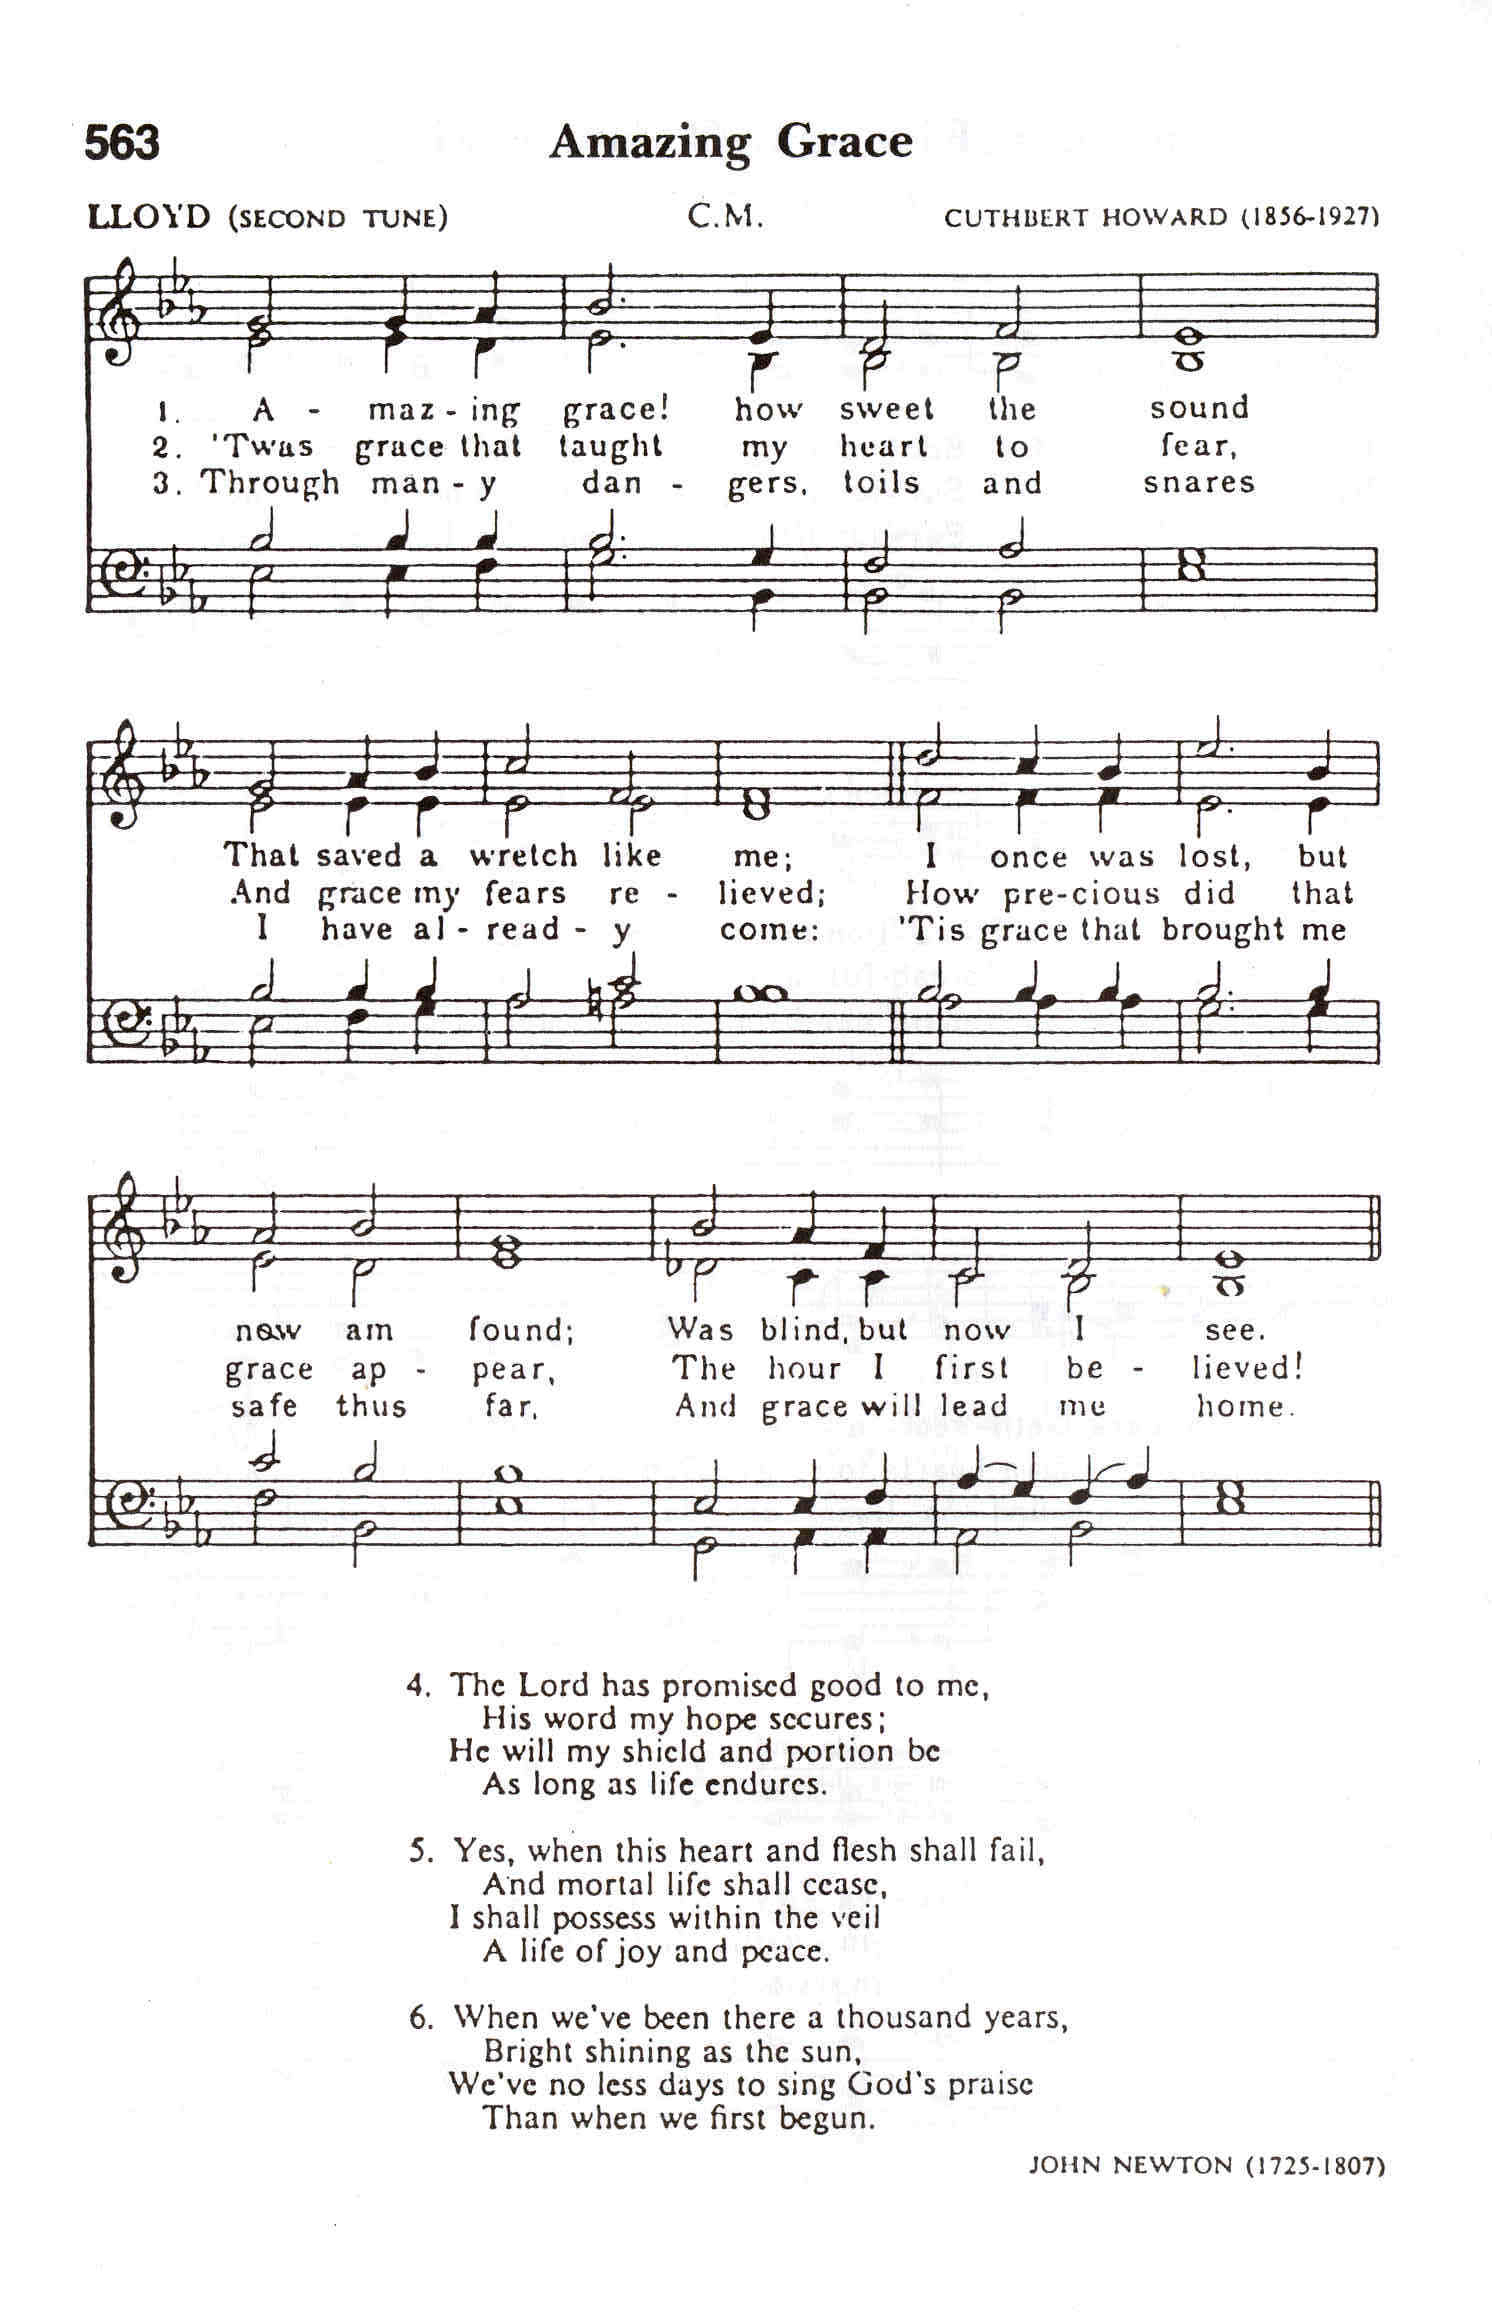 563 Amazing Grace
LLOYD (SECOND TUNE) C.M. CUTHBERT HOWARD (1856-1927)
1. A - maz - ing grace! how sweet the sound
2. 'Twas grace that taught my heart to fear,
3. Through man - y dan - gers, toils and snares
That saved a wretch like me; I once was lost, but
And grace my fears re - lieved; How pre-cious did that
I have al - read - y come: 'Tis grace that brought me
now am found; Was blind, but now I see.
grace ap - pear, The hour I first be - lieved!
safe thus far, And grace will lead me home.
4. The Lord has promised good to me,
His word my hope secures;
He will my shield and portion be
As long as life endures.
5. Yes, when this heart and flesh shall fail,
And mortal life shall cease,
I shall possess within the veil
A life of joy and peace.
6. When we've been there a thousand years,
Bright shining as the sun,
We've no less days to sing God's praise
Than when we first begun.
JOHN NEWTON (1725-1807)